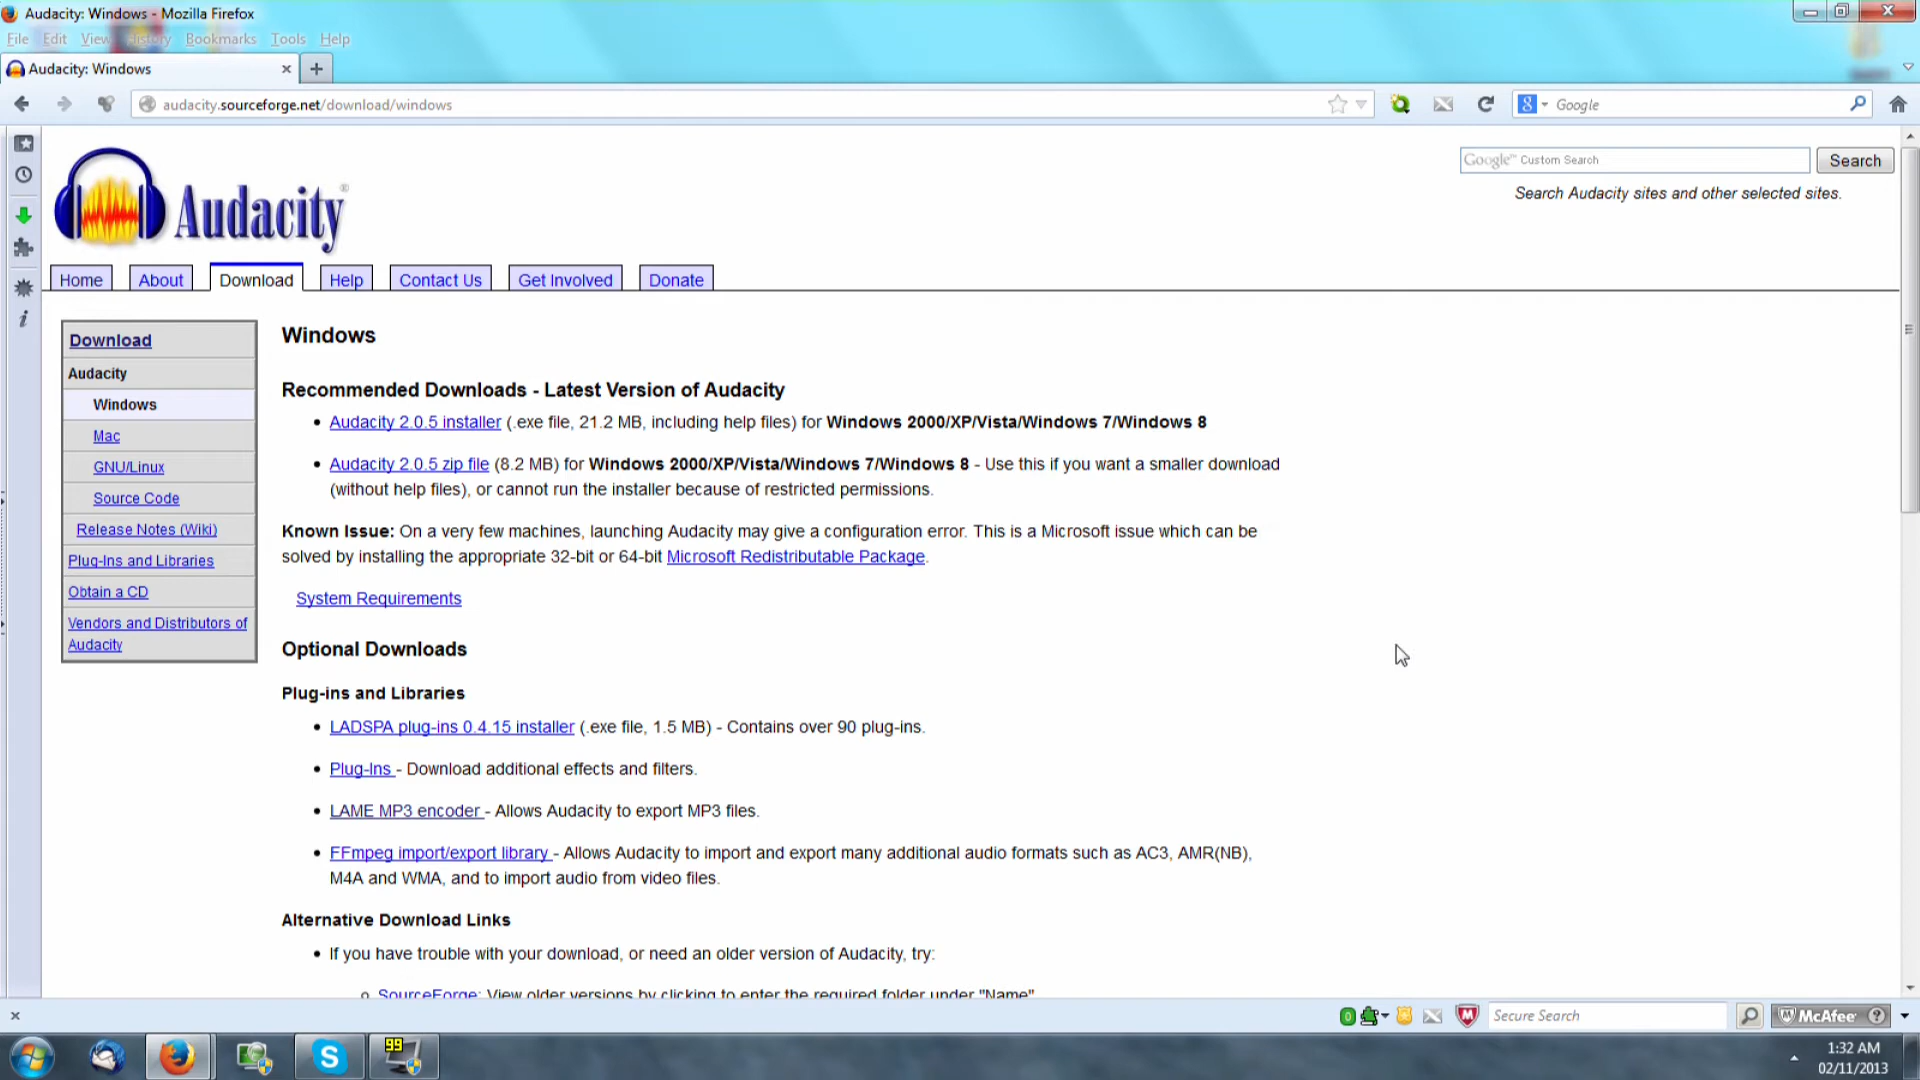 Audacity: Windows - Mozilla Firefox
File Edit View History Bookmarks Tools Help
Audacity: Windows
audacity.sourceforge.net/download/windows
Google
Audacity®
Google™ Custom Search
Search
Search Audacity sites and other selected sites.
Home About Download Help Contact Us Get Involved Donate
Download
Audacity
Windows
Mac
GNU/Linux
Source Code
Release Notes (Wiki)
Plug-Ins and Libraries
Obtain a CD
Vendors and Distributors of
Audacity
Windows
Recommended Downloads - Latest Version of Audacity
• Audacity 2.0.5 installer (.exe file, 21.2 MB, including help files) for Windows 2000/XP/Vista/Windows 7/Windows 8
• Audacity 2.0.5 zip file (8.2 MB) for Windows 2000/XP/Vista/Windows 7/Windows 8 - Use this if you want a smaller download
(without help files), or cannot run the installer because of restricted permissions.
Known Issue: On a very few machines, launching Audacity may give a configuration error. This is a Microsoft issue which can be
solved by installing the appropriate 32-bit or 64-bit Microsoft Redistributable Package.
System Requirements
Optional Downloads
Plug-ins and Libraries
• LADSPA plug-ins 0.4.15 installer (.exe file, 1.5 MB) - Contains over 90 plug-ins.
• Plug-Ins - Download additional effects and filters.
• LAME MP3 encoder - Allows Audacity to export MP3 files.
• FFmpeg import/export library - Allows Audacity to import and export many additional audio formats such as AC3, AMR(NB),
M4A and WMA, and to import audio from video files.
Alternative Download Links
• If you have trouble with your download, or need an older version of Audacity, try:
o SourceForge: View older versions by clicking to enter the required folder under "Name"
0
Secure Search
McAfee
99
1:32 AM
02/11/2013